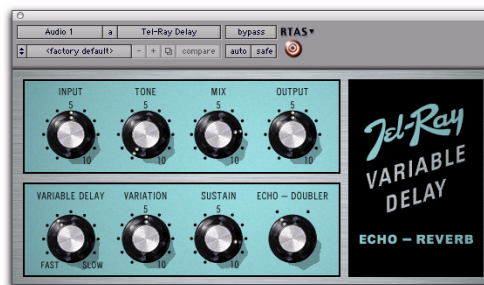 Audio 1 a Tel-Ray Delay bypass RTAS
<factory default> - + compare auto safe
INPUT TONE MIX OUTPUT
5 5 5 5
10 10 10 10
VARIABLE DELAY VARIATION SUSTAIN ECHO – DOUBLER
5 5
FAST SLOW 10 10
Tel-Ray
VARIABLE
DELAY
ECHO – REVERB